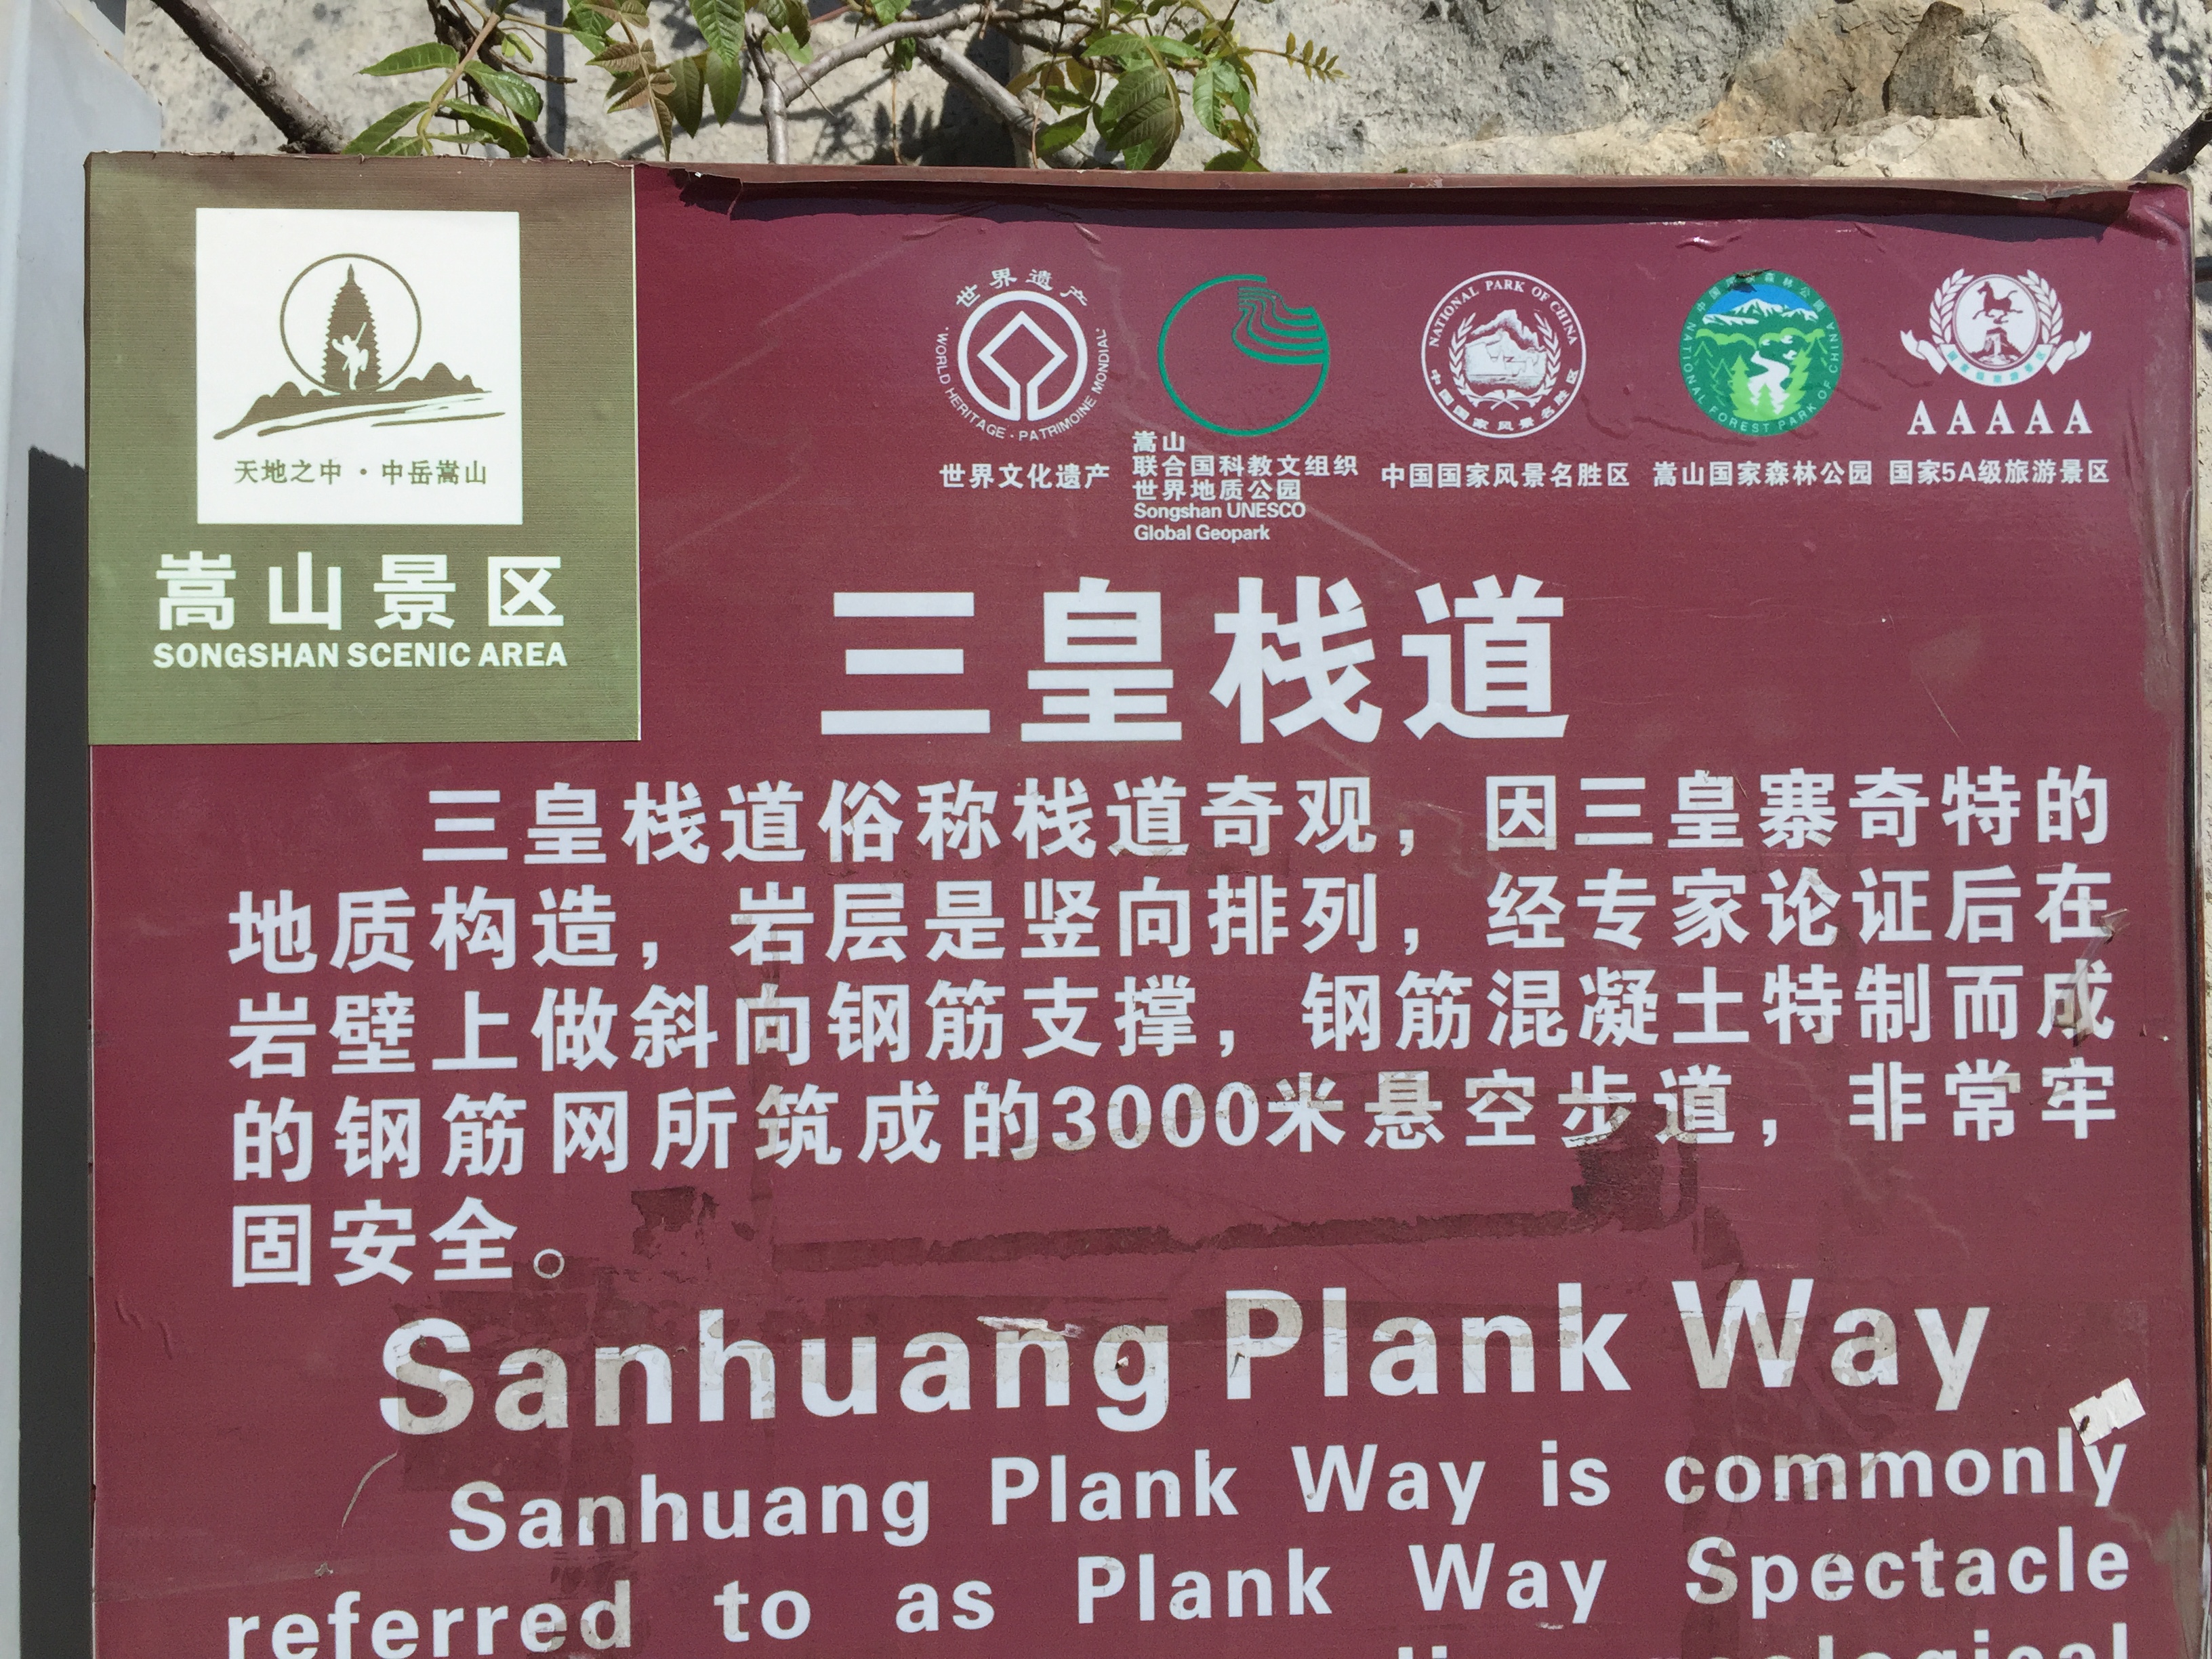 世界遗产
WORLD HERITAGE · PATRIMOINE MONDIAL
NATIONAL PARK OF CHINA
中国国家风景名胜区
NATIONAL FOREST PARK OF CHINA
AAAAA
天地之中 · 中岳嵩山
嵩山景区
SONGSHAN SCENIC AREA
世界文化遗产
嵩山
联合国科教文组织
世界地质公园
Songshan UNESCO
Global Geopark
中国国家风景名胜区
嵩山国家森林公园
国家5A级旅游景区
三皇栈道
三皇栈道俗称栈道奇观，因三皇寨奇特的
地质构造，岩层是竖向排列，经专家论证后在
岩壁上做斜向钢筋支撑，钢筋混凝土特制而成
的钢筋网所筑成的3000米悬空步道，非常牢
固安全。
Sanhuang Plank Way
Sanhuang Plank Way is commonly
referred to as Plank Way Spectacle